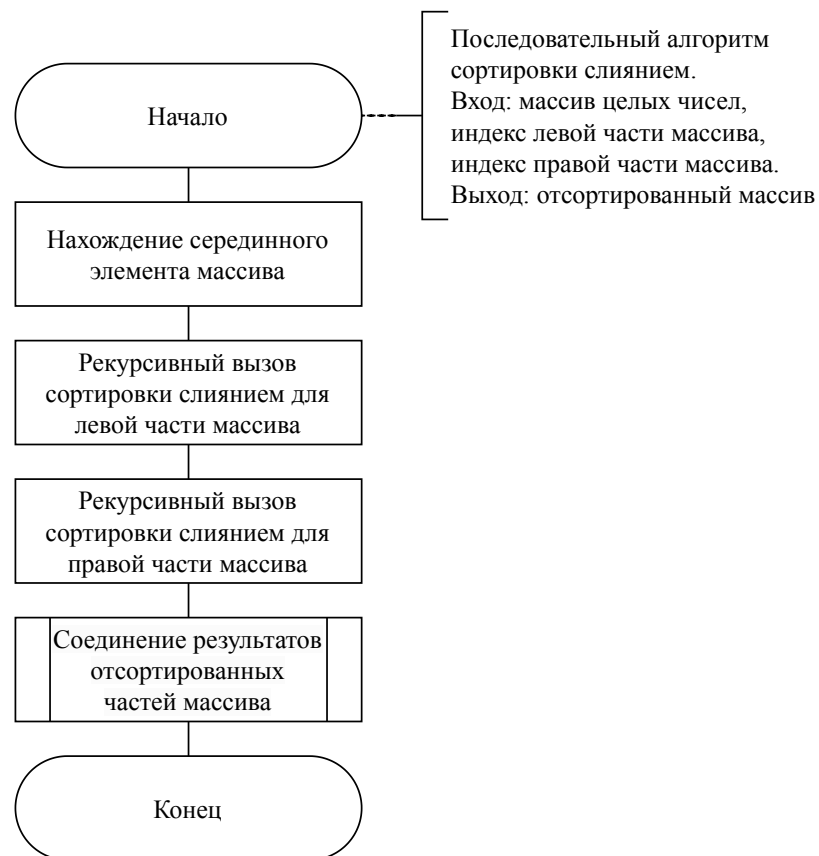 Начало
Последовательный алгоритм
сортировки слиянием.
Вход: массив целых чисел,
индекс левой части массива,
индекс правой части массива.
Выход: отсортированный массив
Нахождение серединного
элемента массива
Рекурсивный вызов
сортировки слиянием для
левой части массива
Рекурсивный вызов
сортировки слиянием для
правой части массива
Соединение результатов
отсортированных
частей массива
Конец